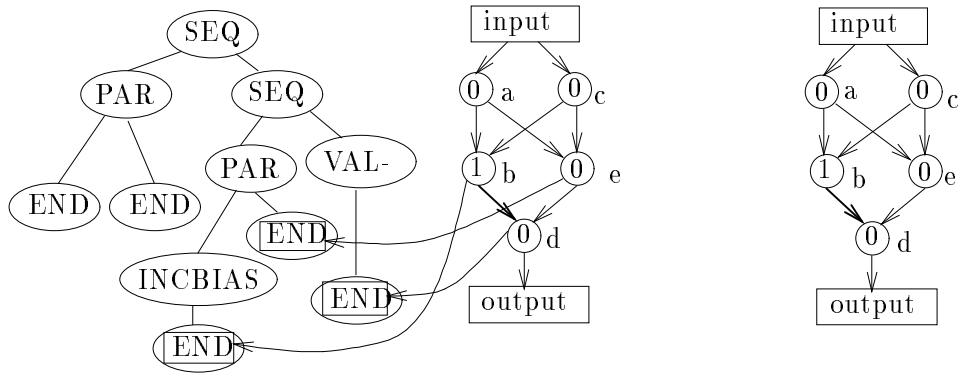 SEQ
PAR
SEQ
PAR
VAL-
END
END
END
INCBIAS
END
END
input
0
a
0
c
1
b
0
e
0
d
output
input
0
a
0
c
1
b
0
e
0
d
output